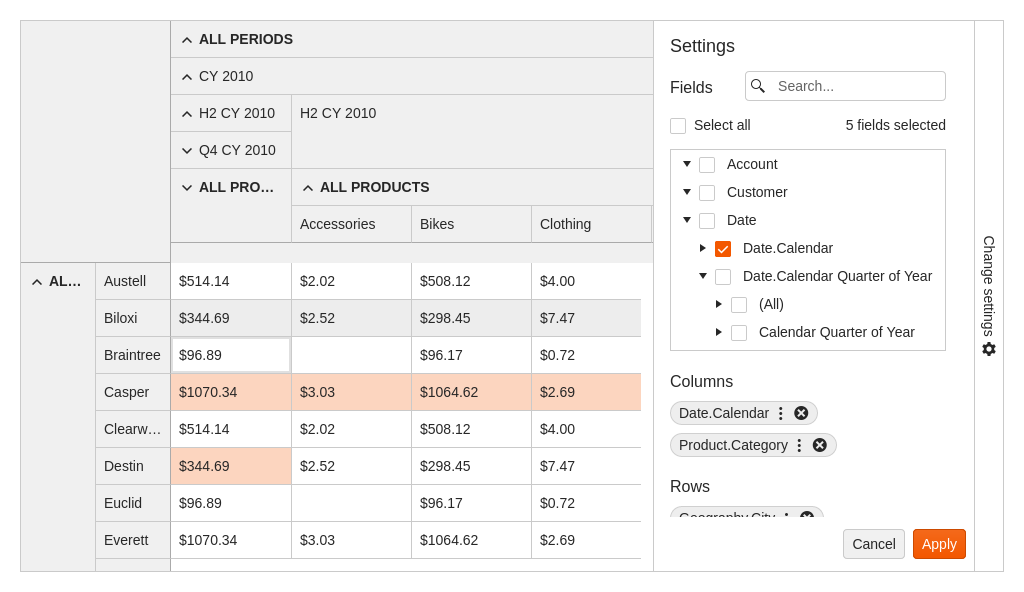 ALL PERIODS
CY 2010
H2 CY 2010 H2 CY 2010
Q4 CY 2010
ALL PRO... ALL PRODUCTS
Accessories Bikes Clothing
AL... Austell $514.14 $2.02 $508.12 $4.00
Biloxi $344.69 $2.52 $298.45 $7.47
Braintree $96.89 $96.17 $0.72
Casper $1070.34 $3.03 $1064.62 $2.69
Clearw... $514.14 $2.02 $508.12 $4.00
Destin $344.69 $2.52 $298.45 $7.47
Euclid $96.89 $96.17 $0.72
Everett $1070.34 $3.03 $1064.62 $2.69
Settings
Fields Search...
Select all 5 fields selected
Account
Customer
Date
Date.Calendar
Date.Calendar Quarter of Year
(All)
Calendar Quarter of Year
Columns
Date.Calendar
Product.Category
Rows
Geography.City
Cancel Apply
Change settings